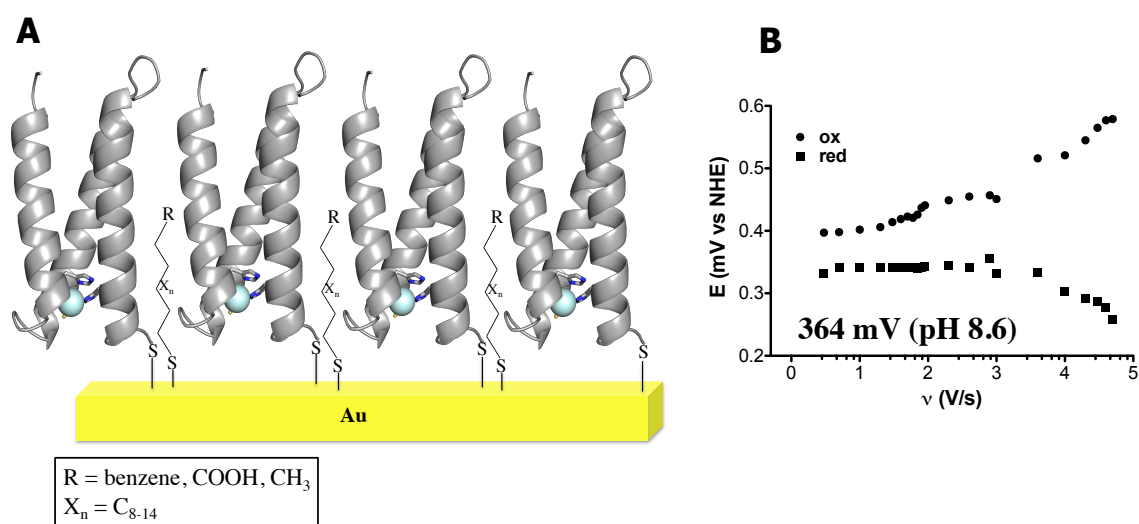 A
R
R
R
Xn
Xn
Xn
S
S
S
S
S
S
S
Au
R = benzene, COOH, CH3
Xn = C8-14
B
0.6
0.5
0.4
0.3
0.2
E (mV vs NHE)
ox
red
364 mV (pH 8.6)
0 1 2 3 4 5
ν (V/s)